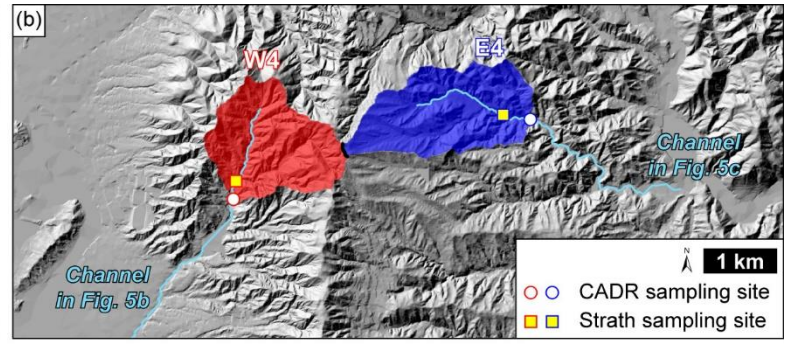 (b)
W4
E4
Channel
in Fig. 5c
Channel
in Fig. 5b
N
1 km
CADR sampling site
Strath sampling site